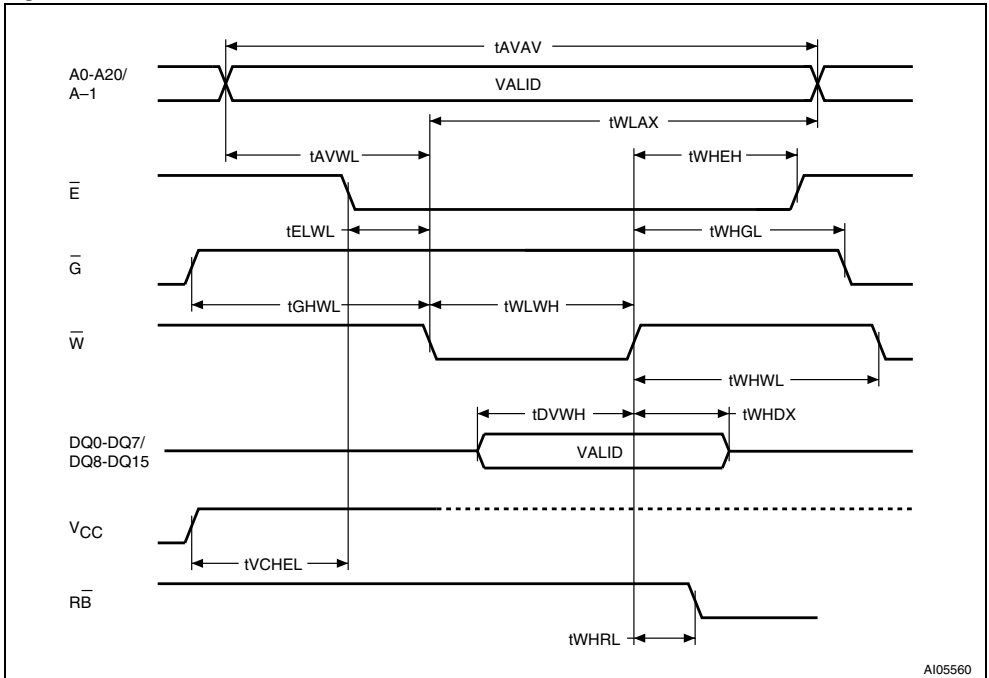 tAVAV
A0-A20/
A–1
VALID
tWLAX
tAVWL
tWHEH
E̅
tELWL
tWHGL
G̅
tGHWL
tWLWH
W̅
tWHWL
tDVWH
tWHDX
DQ0-DQ7/
DQ8-DQ15
VALID
VCC
tVCHEL
RB̅
tWHRL
AI05560